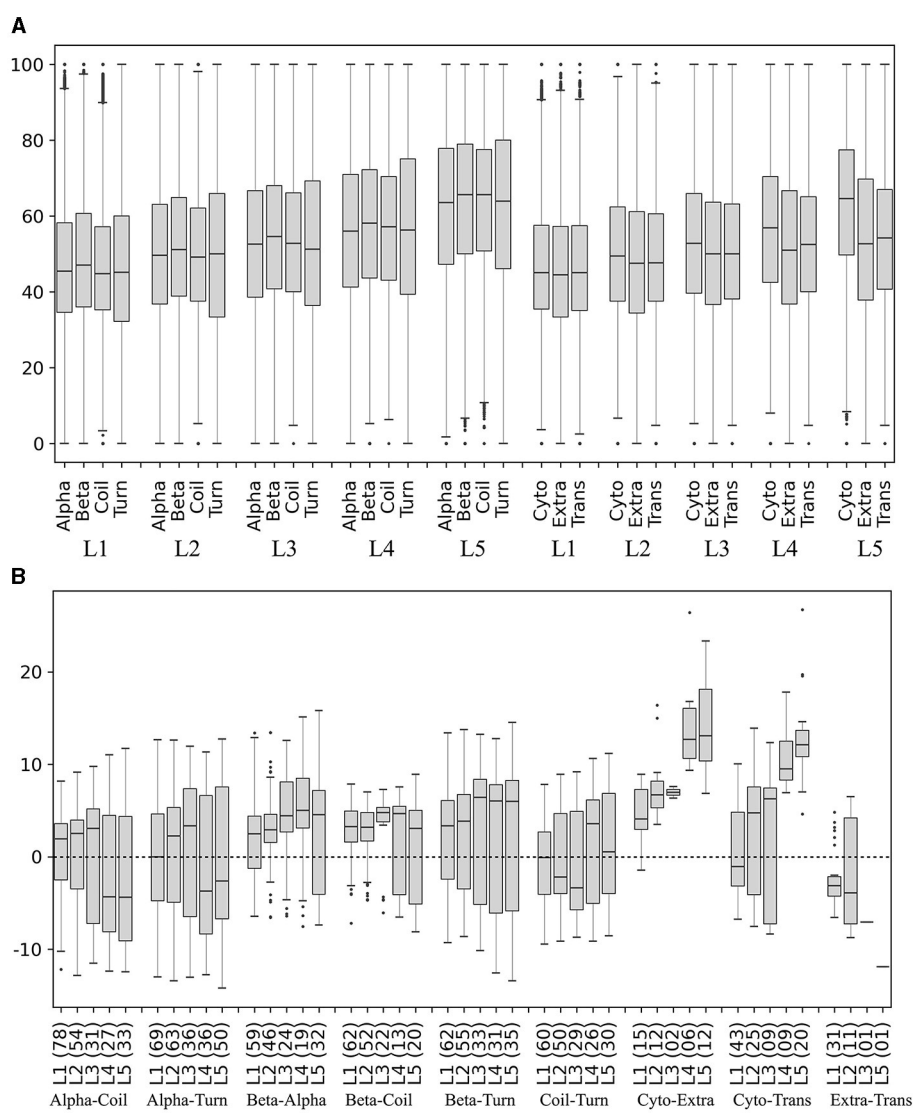 A
100
80
60
40
20
0
Alpha Beta Coil Turn Alpha Beta Coil Turn Alpha Beta Coil Turn Alpha Beta Coil Turn Alpha Beta Coil Turn Cyto Extra Trans Cyto Extra Trans Cyto Extra Trans Cyto Extra Trans Cyto Extra Trans
L1 L2 L3 L4 L5 L1 L2 L3 L4 L5
B
20
10
0
-10
L1 (78) L2 (54) L3 (31) L4 (27) L5 (33) L1 (69) L2 (63) L3 (36) L4 (36) L5 (50) L1 (59) L2 (46) L3 (24) L4 (19) L5 (32) L1 (62) L2 (52) L3 (22) L4 (13) L5 (20) L1 (62) L2 (55) L3 (33) L4 (31) L5 (35) L1 (60) L2 (50) L3 (29) L4 (26) L5 (30) L1 (15) L2 (12) L3 (02) L4 (06) L5 (12) L1 (43) L2 (25) L3 (09) L4 (09) L5 (20) L1 (31) L2 (11) L3 (01) L5 (01)
Alpha-Coil Alpha-Turn Beta-Alpha Beta-Coil Beta-Turn Coil-Turn Cyto-Extra Cyto-Trans Extra-Trans